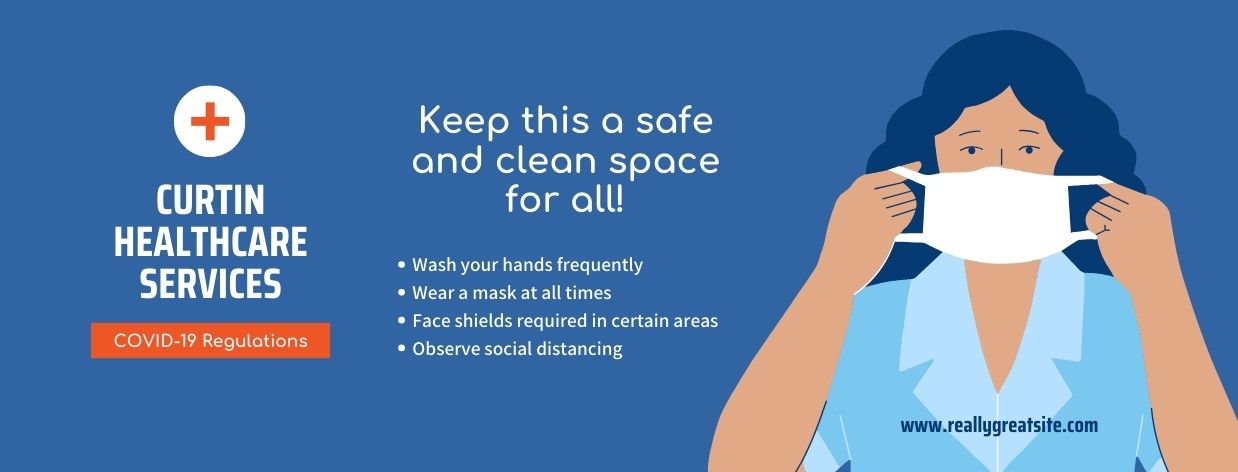 CURTIN
HEALTHCARE
SERVICES
COVID-19 Regulations
Keep this a safe
and clean space
for all!
• Wash your hands frequently
• Wear a mask at all times
• Face shields required in certain areas
• Observe social distancing
www.reallygreatsite.com